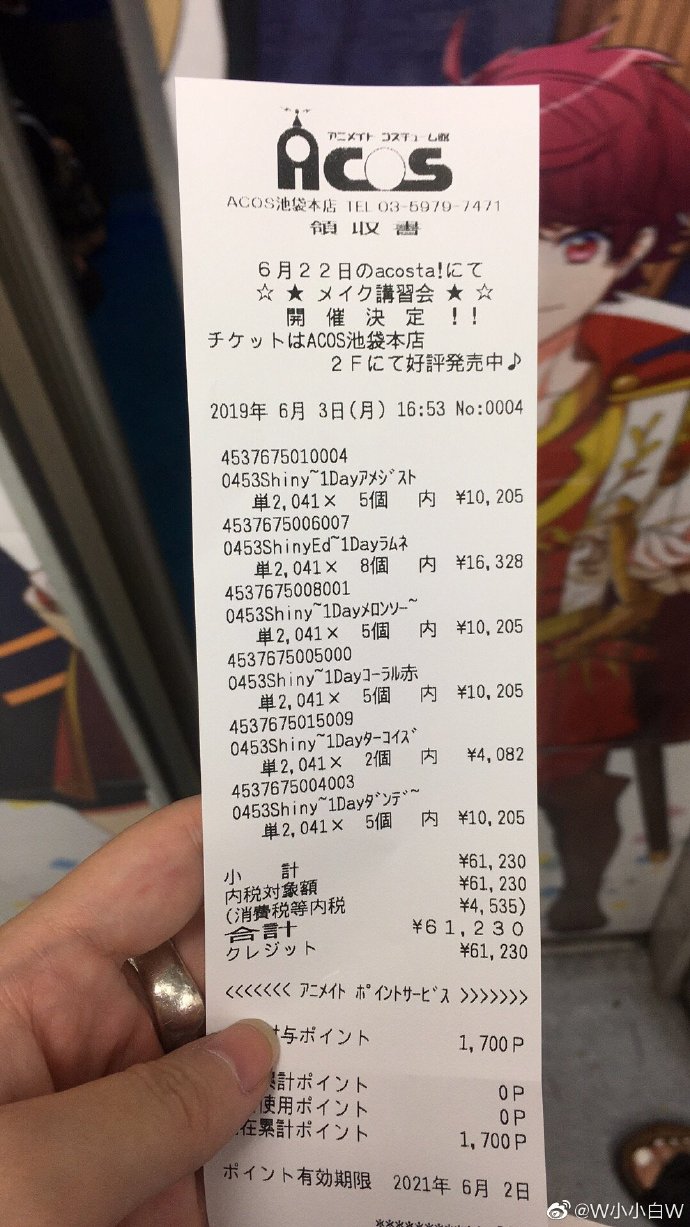 アニメイト コスチューム館
ACOS
ACOS池袋本店 TEL 03-5979-7471
領収書
6月22日のacosta!にて
☆ ★ メイク講習会 ★ ☆
開 催 決 定 !!
チケットはACOS池袋本店
2Fにて好評発売中♪
2019年 6月 3日(月) 16:53 No:0004
4537675010004
0453Shiny~1Dayｱﾒｼﾞｽﾄ
単2,041× 5個 内 ¥10,205
4537675006007
0453ShinyEd~1Dayﾗﾑﾈ
単2,041× 8個 内 ¥16,328
4537675008001
0453Shiny~1Dayﾒﾛﾝｿｰ~
単2,041× 5個 内 ¥10,205
4537675005000
0453Shiny~1Dayｺｰﾗﾙ赤
単2,041× 5個 内 ¥10,205
4537675015009
0453Shiny~1Dayﾀｰｺｲｽﾞ
単2,041× 2個 内 ¥4,082
4537675004003
0453Shiny~1Dayﾀﾞﾝﾃﾞ~
単2,041× 5個 内 ¥10,205
小 計 ¥61,230
内税対象額 ¥61,230
(消費税等内税 ¥4,535)
合計 ¥61,230
クレジット ¥61,230
<<<<<<< ｱﾆﾒｲﾄ ﾎﾟｲﾝﾄｻｰﾋﾞｽ >>>>>>>
与ポイント 1,700P
累計ポイント 0P
使用ポイント 0P
在累計ポイント 1,700P
ポイント有効期限 2021年 6月 2日
@W小小白W